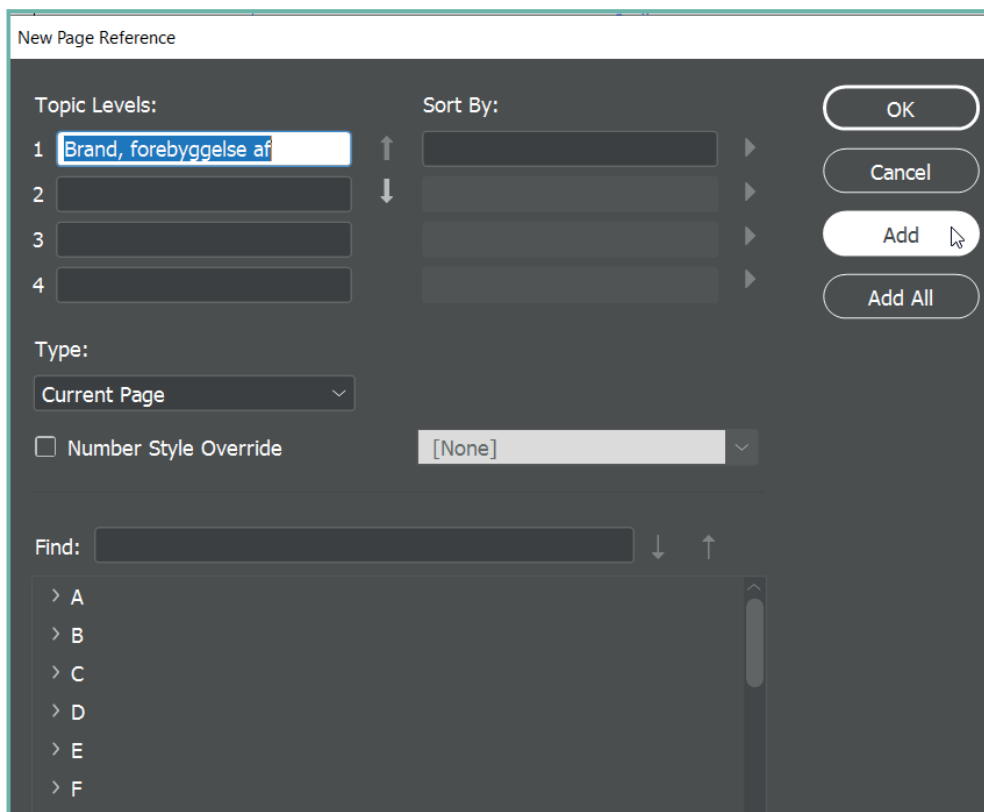 New Page Reference
Topic Levels:
Sort By:
OK
1 Brand, forebyggelse af
Cancel
2
3
Add
4
Add All
Type:
Current Page
Number Style Override
[None]
Find:
A
B
C
D
E
F